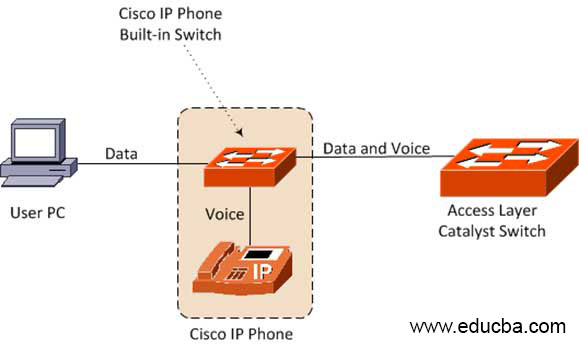 Cisco IP Phone
Built-in Switch
Data
Data and Voice
User PC
Voice
Access Layer
Catalyst Switch
IP
Cisco IP Phone
www.educba.com